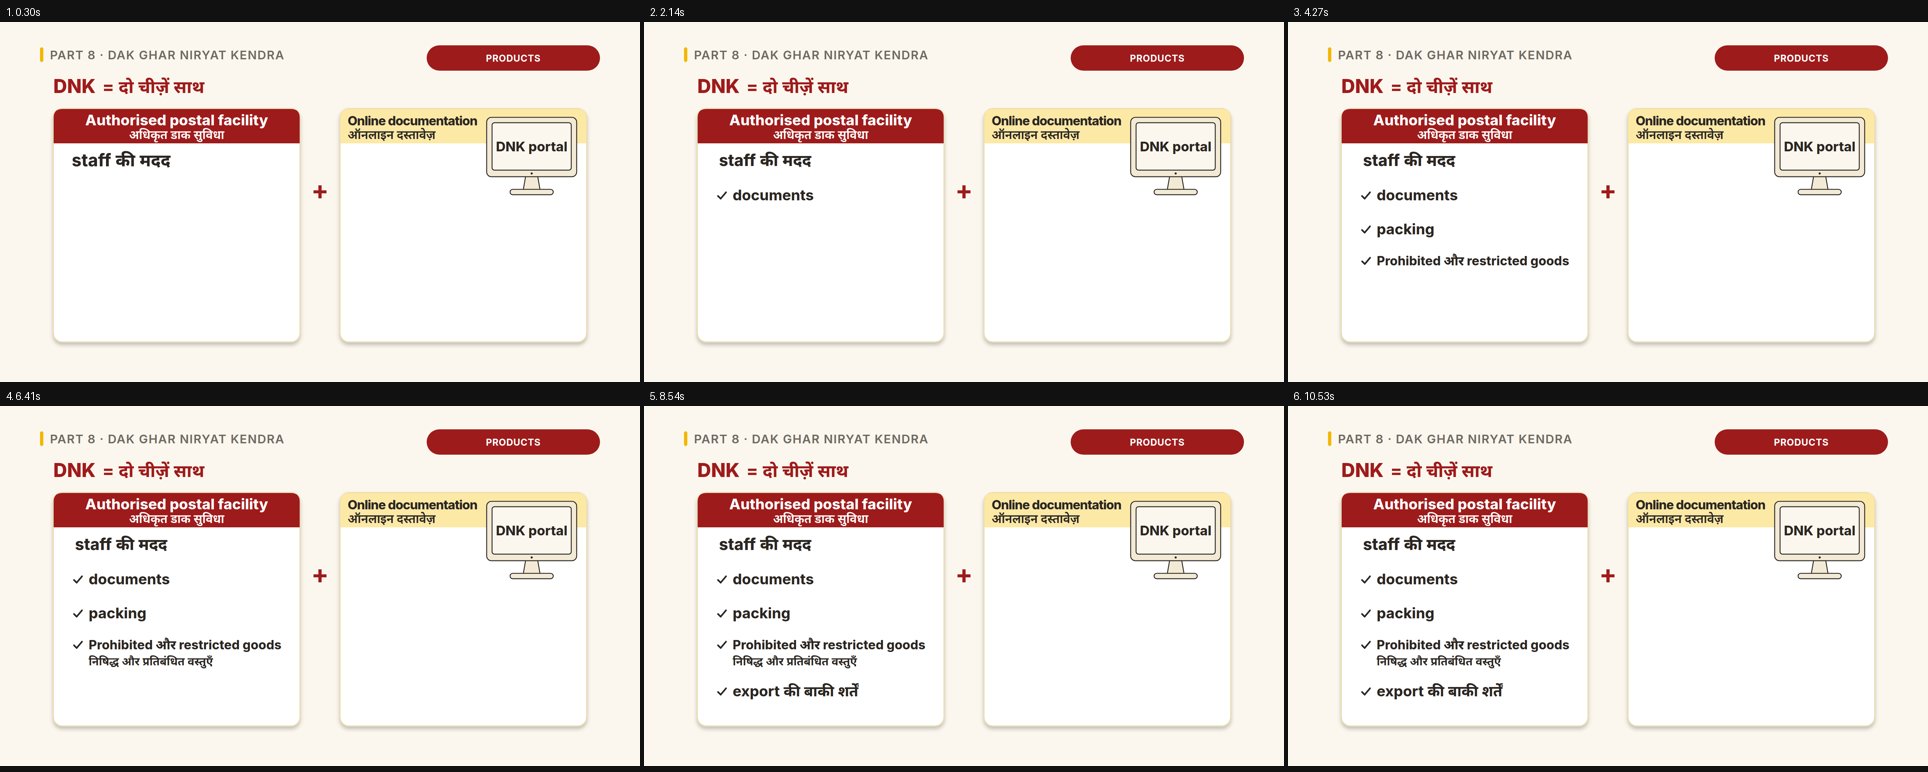 1. 0.30s
PART 8 · DAK GHAR NIRYAT KENDRA
PRODUCTS
DNK = दो चीज़ें साथ
Authorised postal facility
अधिकृत डाक सुविधा
staff की मदद
+
Online documentation
ऑनलाइन दस्तावेज़
DNK portal
2. 2.14s
PART 8 · DAK GHAR NIRYAT KENDRA
PRODUCTS
DNK = दो चीज़ें साथ
Authorised postal facility
अधिकृत डाक सुविधा
staff की मदद
✓ documents
+
Online documentation
ऑनलाइन दस्तावेज़
DNK portal
3. 4.27s
PART 8 · DAK GHAR NIRYAT KENDRA
PRODUCTS
DNK = दो चीज़ें साथ
Authorised postal facility
अधिकृत डाक सुविधा
staff की मदद
✓ documents
✓ packing
✓ Prohibited और restricted goods
+
Online documentation
ऑनलाइन दस्तावेज़
DNK portal
4. 6.41s
PART 8 · DAK GHAR NIRYAT KENDRA
PRODUCTS
DNK = दो चीज़ें साथ
Authorised postal facility
अधिकृत डाक सुविधा
staff की मदद
✓ documents
✓ packing
✓ Prohibited और restricted goods
निषिद्ध और प्रतिबंधित वस्तुएँ
+
Online documentation
ऑनलाइन दस्तावेज़
DNK portal
5. 8.54s
PART 8 · DAK GHAR NIRYAT KENDRA
PRODUCTS
DNK = दो चीज़ें साथ
Authorised postal facility
अधिकृत डाक सुविधा
staff की मदद
✓ documents
✓ packing
✓ Prohibited और restricted goods
निषिद्ध और प्रतिबंधित वस्तुएँ
✓ export की बाकी शर्तें
+
Online documentation
ऑनलाइन दस्तावेज़
DNK portal
6. 10.53s
PART 8 · DAK GHAR NIRYAT KENDRA
PRODUCTS
DNK = दो चीज़ें साथ
Authorised postal facility
अधिकृत डाक सुविधा
staff की मदद
✓ documents
✓ packing
✓ Prohibited और restricted goods
निषिद्ध और प्रतिबंधित वस्तुएँ
✓ export की बाकी शर्तें
+
Online documentation
ऑनलाइन दस्तावेज़
DNK portal